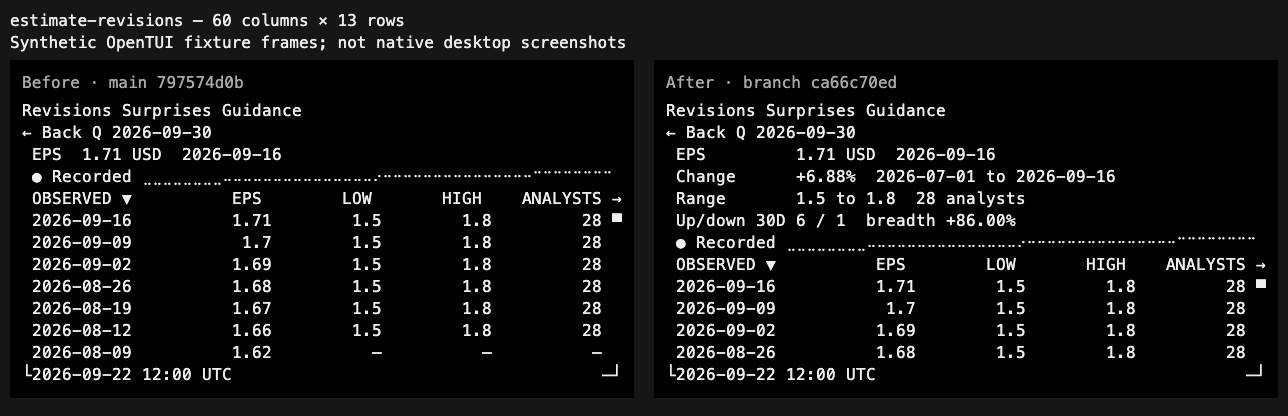 estimate-revisions — 60 columns × 13 rows
Synthetic OpenTUI fixture frames; not native desktop screenshots
Before · main 797574d0b
Revisions Surprises Guidance
← Back Q 2026-09-30
EPS 1.71 USD 2026-09-16
● Recorded
OBSERVED ▼ EPS LOW HIGH ANALYSTS →
2026-09-16 1.71 1.5 1.8 28
2026-09-09 1.7 1.5 1.8 28
2026-09-02 1.69 1.5 1.8 28
2026-08-26 1.68 1.5 1.8 28
2026-08-19 1.67 1.5 1.8 28
2026-08-12 1.66 1.5 1.8 28
2026-08-09 1.62 — — —
2026-09-22 12:00 UTC
After · branch ca66c70ed
Revisions Surprises Guidance
← Back Q 2026-09-30
EPS 1.71 USD 2026-09-16
Change +6.88% 2026-07-01 to 2026-09-16
Range 1.5 to 1.8 28 analysts
Up/down 30D 6 / 1 breadth +86.00%
● Recorded
OBSERVED ▼ EPS LOW HIGH ANALYSTS →
2026-09-16 1.71 1.5 1.8 28
2026-09-09 1.7 1.5 1.8 28
2026-09-02 1.69 1.5 1.8 28
2026-08-26 1.68 1.5 1.8 28
2026-09-22 12:00 UTC